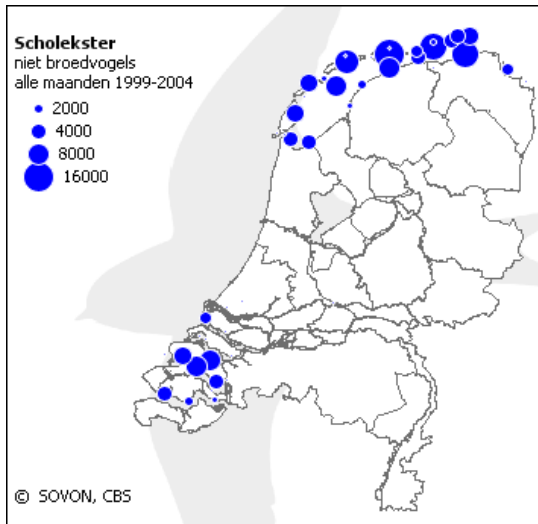 Scholekster
niet broedvogels
alle maanden 1999-2004
2000
4000
8000
16000
© SOVON, CBS